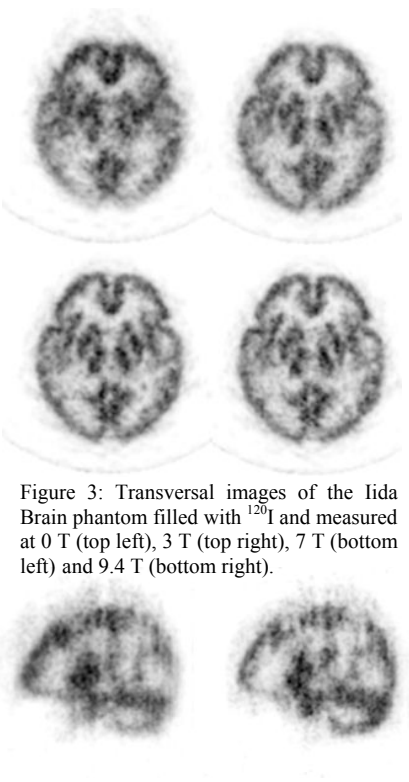 Figure 3: Transversal images of the Iida
Brain phantom filled with ¹²⁰I and measured
at 0 T (top left), 3 T (top right), 7 T (bottom
left) and 9.4 T (bottom right).